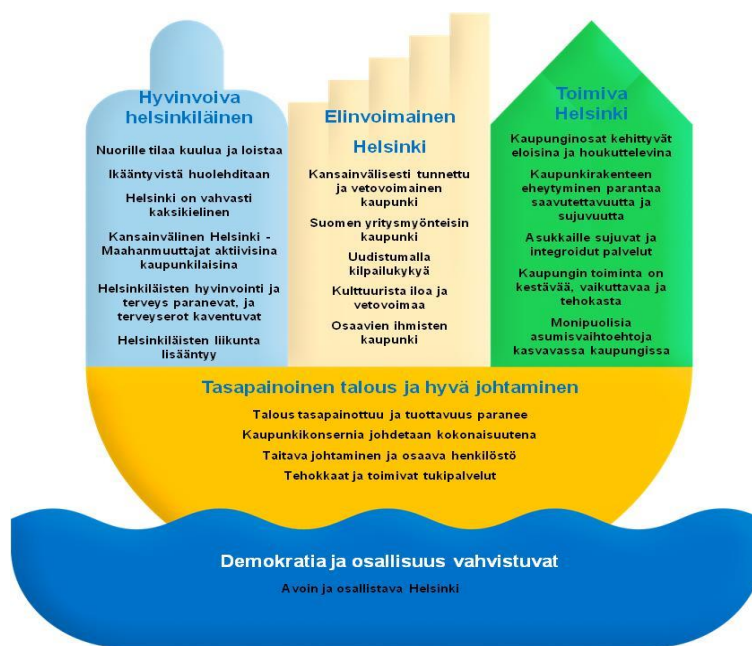 Hyvinvoiva
helsinkiläinen
Nuorille tilaa kuulua ja loistaa
Ikääntyvistä huolehditaan
Helsinki on vahvasti
kaksikielinen
Kansainvälinen Helsinki -
Maahanmuuttajat aktiivisina
kaupunkilaisina
Helsinkiläisten hyvinvointi ja
terveys paranevat, ja
terveyserot kaventuvat
Helsinkiläisten liikunta
lisääntyy
Elinvoimainen
Helsinki
Kansainvälisesti tunnettu
ja vetovoimainen
kaupunki
Suomen yritysmyönteisin
kaupunki
Uudistumalla
kilpailukykyä
Kulttuurista iloa ja
vetovoimaa
Osaavien ihmisten
kaupunki
Toimiva
Helsinki
Kaupunginosat kehittyvät
eloisina ja houkuttelevina
Kaupunkirakenteen
eheytyminen parantaa
saavutettavuutta ja
sujuvuutta
Asukkaille sujuvat ja
integroidut palvelut
Kaupungin toiminta on
kestävää, vaikuttavaa ja
tehokasta
Monipuolisia
asumisvaihtoehtoja
kasvavassa kaupungissa
Tasapainoinen talous ja hyvä johtaminen
Talous tasapainottuu ja tuottavuus paranee
Kaupunkikonsernia johdetaan kokonaisuutena
Taitava johtaminen ja osaava henkilöstö
Tehokkaat ja toimivat tukipalvelut
Demokratia ja osallisuus vahvistuvat
Avoin ja osallistava Helsinki